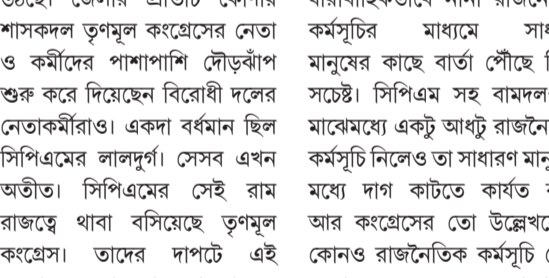 শাসকদল তৃণমূল কংগ্রেসের নেতা
ও কর্মীদের পাশাপাশি দৌড়ঝাঁপ
শুরু করে দিয়েছেন বিরোধী দলের
নেতাকর্মীরাও। একদা বর্ধমান ছিল
সিপিএমের লালদুর্গ। সেসব এখন
অতীত। সিপিএমের সেই রাম
রাজত্বে থাবা বসিয়েছে তৃণমূল
কংগ্রেস। তাদের দাপটে এই
কর্মসূচির মাধ্যমে
মানুষের কাছে বার্তা পৌঁছে
সচেষ্ট। সিপিএম সহ বামদল
মাঝেমধ্যে একটু আধটু
কর্মসূচি নিলেও তা সাধারণ
মধ্যে দাগ কাটতে কার্যত
আর কংগ্রেসের তো
কোনও রাজনৈতিক কর্মসূচি